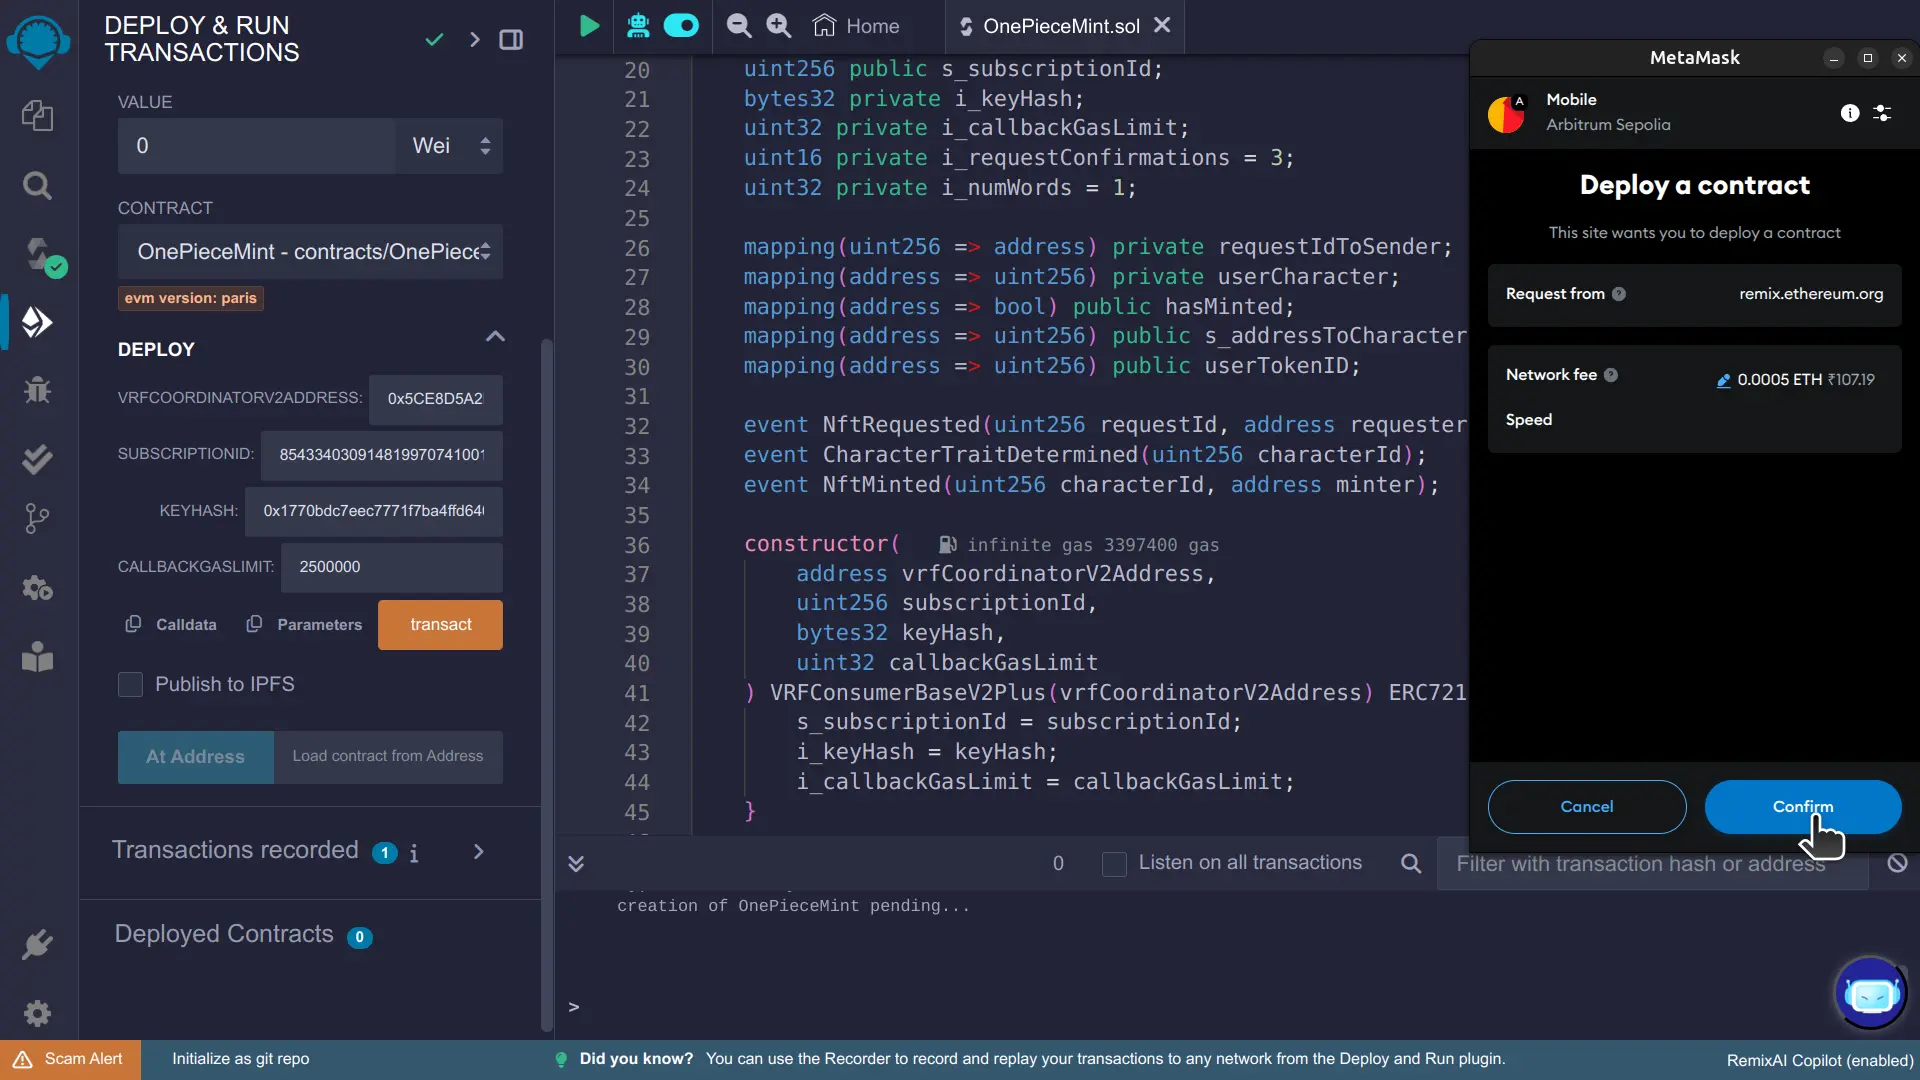 DEPLOY & RUN
TRANSACTIONS
VALUE
0
Wei
CONTRACT
OnePieceMint - contracts/OnePiece
evm version: paris
DEPLOY
VRFCOORDINATORV2ADDRESS:
0x5CE8D5A2
SUBSCRIPTIONID:
85433403091481997074100
KEYHASH:
0x1770bdc7eec7771f7ba4ffd64
CALLBACKGASLIMIT:
2500000
Calldata
Parameters
transact
Publish to IPFS
At Address
Load contract from Address
Transactions recorded 1 i
Deployed Contracts 0
Home
OnePieceMint.sol
20 uint256 public s_subscriptionId;
21 bytes32 private i_keyHash;
22 uint32 private i_callbackGasLimit;
23 uint16 private i_requestConfirmations = 3;
24 uint32 private i_numWords = 1;
25
26 mapping(uint256 => address) private requestIdToSender;
27 mapping(address => uint256) private userCharacter;
28 mapping(address => bool) public hasMinted;
29 mapping(address => uint256) public s_addressToCharacter
30 mapping(address => uint256) public userTokenID;
31
32 event NftRequested(uint256 requestId, address requester
33 event CharacterTraitDetermined(uint256 characterId);
34 event NftMinted(uint256 characterId, address minter);
35
36 constructor( infinite gas 3397400 gas
37 address vrfCoordinatorV2Address,
38 uint256 subscriptionId,
39 bytes32 keyHash,
40 uint32 callbackGasLimit
41 ) VRFConsumerBaseV2Plus(vrfCoordinatorV2Address) ERC721
42 s_subscriptionId = subscriptionId;
43 i_keyHash = keyHash;
44 i_callbackGasLimit = callbackGasLimit;
45 }
0
Listen on all transactions
Filter with transaction hash or address
creation of OnePieceMint pending...
>
MetaMask
A
Mobile
Arbitrum Sepolia
Deploy a contract
This site wants you to deploy a contract
Request from ?
remix.ethereum.org
Network fee ?
0.0005 ETH ₹107.19
Speed
Cancel
Confirm
Scam Alert
Initialize as git repo
Did you know? You can use the Recorder to record and replay your transactions to any network from the Deploy and Run plugin.
RemixAI Copilot (enabled)